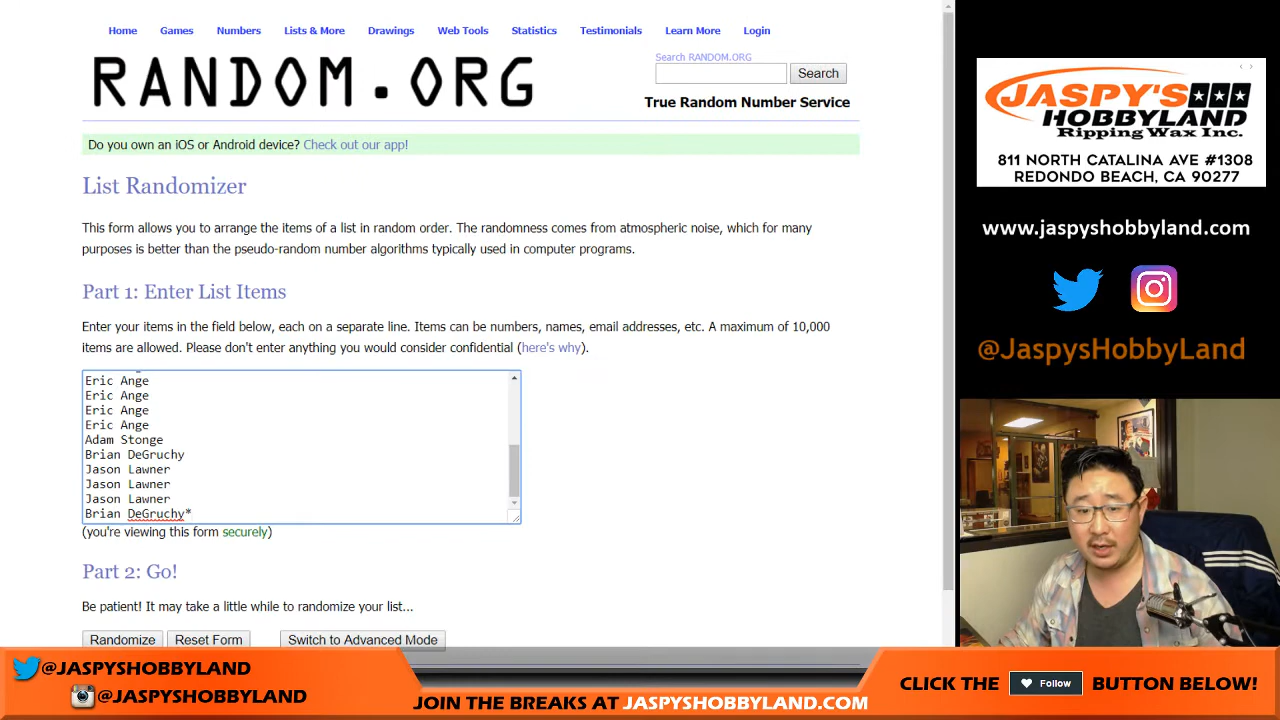 Home Games Numbers Lists & More Drawings Web Tools Statistics Testimonials Learn More Login
RANDOM.ORG
Search RANDOM.ORG
Search
True Random Number Service
Do you own an iOS or Android device? Check out our app!
List Randomizer
This form allows you to arrange the items of a list in random order. The randomness comes from atmospheric noise, which for many
purposes is better than the pseudo-random number algorithms typically used in computer programs.
Part 1: Enter List Items
Enter your items in the field below, each on a separate line. Items can be numbers, names, email addresses, etc. A maximum of 10,000
items are allowed. Please don't enter anything you would consider confidential (here's why).
Eric Ange
Eric Ange
Eric Ange
Eric Ange
Adam Stonge
Brian DeGruchy
Jason Lawner
Jason Lawner
Jason Lawner
Brian DeGruchy*
(you're viewing this form securely)
Part 2: Go!
Be patient! It may take a little while to randomize your list...
Randomize Reset Form Switch to Advanced Mode
JASPY'S
HOBBYLAND
Ripping Wax Inc.
811 NORTH CATALINA AVE #1308
REDONDO BEACH, CA 90277
www.jaspyshobbyland.com
@JaspysHobbyLand
@JASPYSHOBBYLAND
@JASPYSHOBBYLAND
JOIN THE BREAKS AT JASPYSHOBBYLAND.COM
CLICK THE Follow BUTTON BELOW!